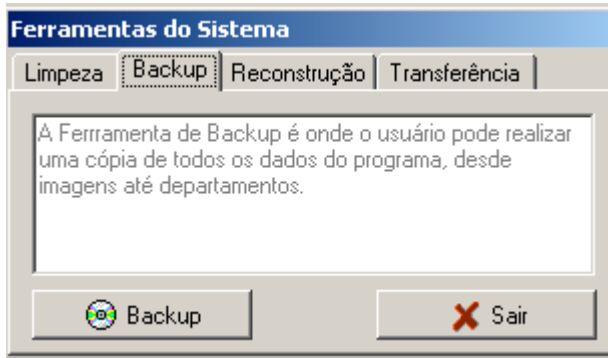 Ferramentas do Sistema
Limpeza Backup Reconstrução Transferência
A Ferrramenta de Backup é onde o usuário pode realizar
uma cópia de todos os dados do programa, desde
imagens até departamentos.
Backup Sair